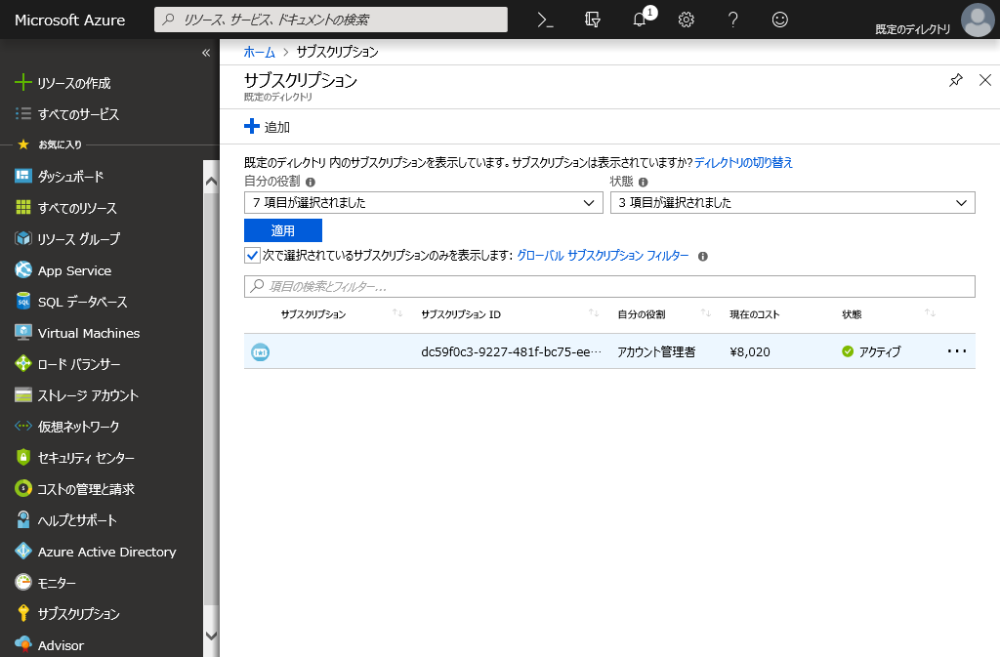 Microsoft Azure
リソース、サービス、ドキュメントの検索
1
既定のディレクトリ
«
リソースの作成
すべてのサービス
お気に入り
ダッシュボード
すべてのリソース
リソース グループ
App Service
SQL データベース
Virtual Machines
ロード バランサー
ストレージ アカウント
仮想ネットワーク
セキュリティ センター
コストの管理と請求
ヘルプとサポート
Azure Active Directory
モニター
サブスクリプション
Advisor
ホーム > サブスクリプション
サブスクリプション
既定のディレクトリ
追加
既定のディレクトリ 内のサブスクリプションを表示しています。サブスクリプションは表示されていますか? ディレクトリの切り替え
自分の役割 状態
7 項目が選択されました 3 項目が選択されました
適用
次で選択されているサブスクリプションのみを表示します: グローバル サブスクリプション フィルター
項目の検索とフィルター...
サブスクリプション サブスクリプション ID 自分の役割 現在のコスト 状態
dc59f0c3-9227-481f-bc75-ee… アカウント管理者 ¥8,020 アクティブ ...